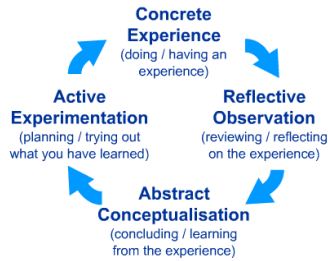 Concrete
Experience
(doing / having an
experience)
Reflective
Observation
(reviewing / reflecting
on the experience)
Abstract
Conceptualisation
(concluding / learning
from the experience)
Active
Experimentation
(planning / trying out
what you have learned)